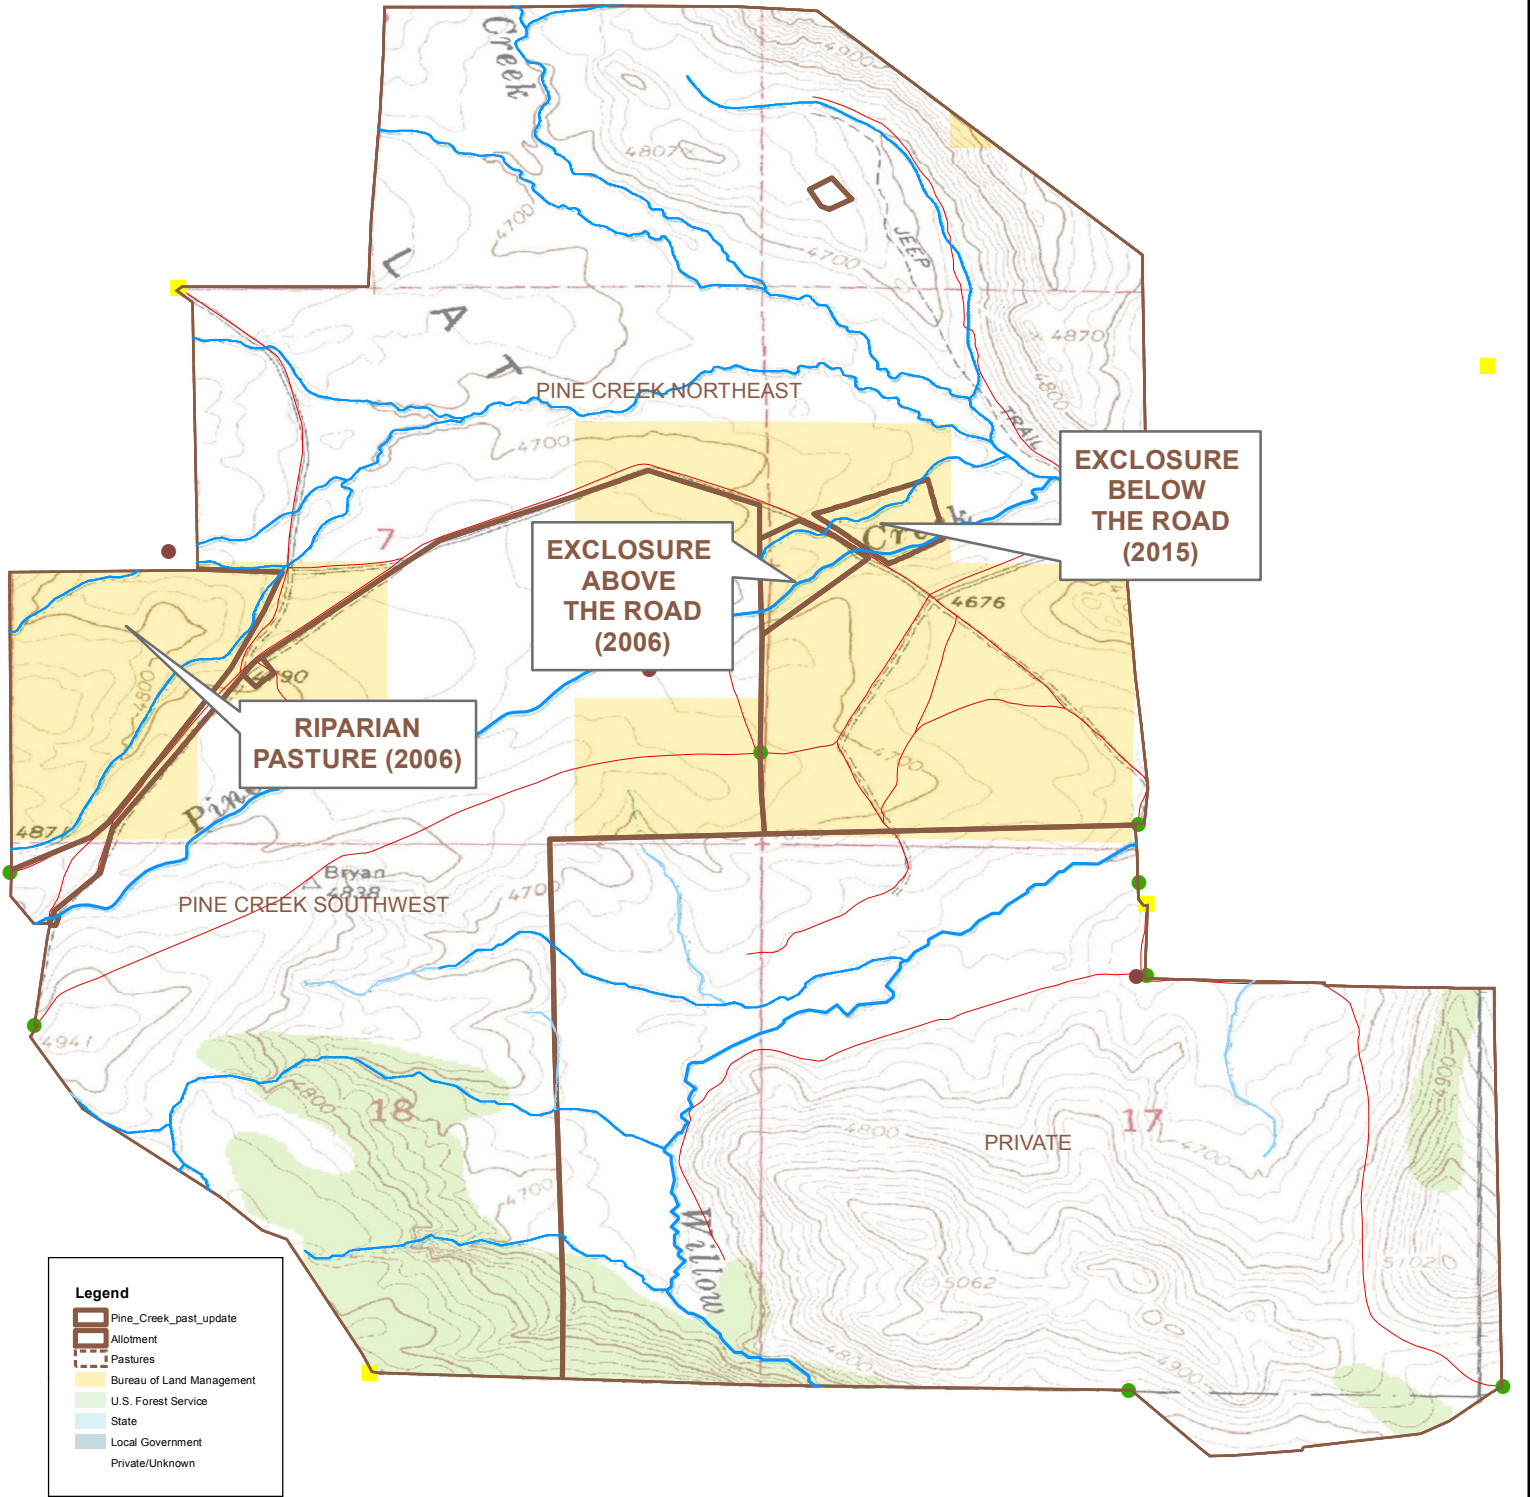 Creek
4900
4807
4700
JEEP
4700
L
A
T
4870
4800
PINE CREEK NORTHEAST
TRAIL
4700
EXCLOSURE
BELOW
THE ROAD
(2015)
7
EXCLOSURE
ABOVE
THE ROAD
(2006)
4676
4790
4800
RIPARIAN
PASTURE (2006)
4700
4871
Bryan
4838
4700
PINE CREEK SOUTHWEST
4941
4800
18
4900
4800
17
PRIVATE
4700
4700
Willow
5062
5102
4800
4900
Legend
Pine_Creek_past_update
Allotment
Pastures
Bureau of Land Management
U.S. Forest Service
State
Local Government
Private/Unknown